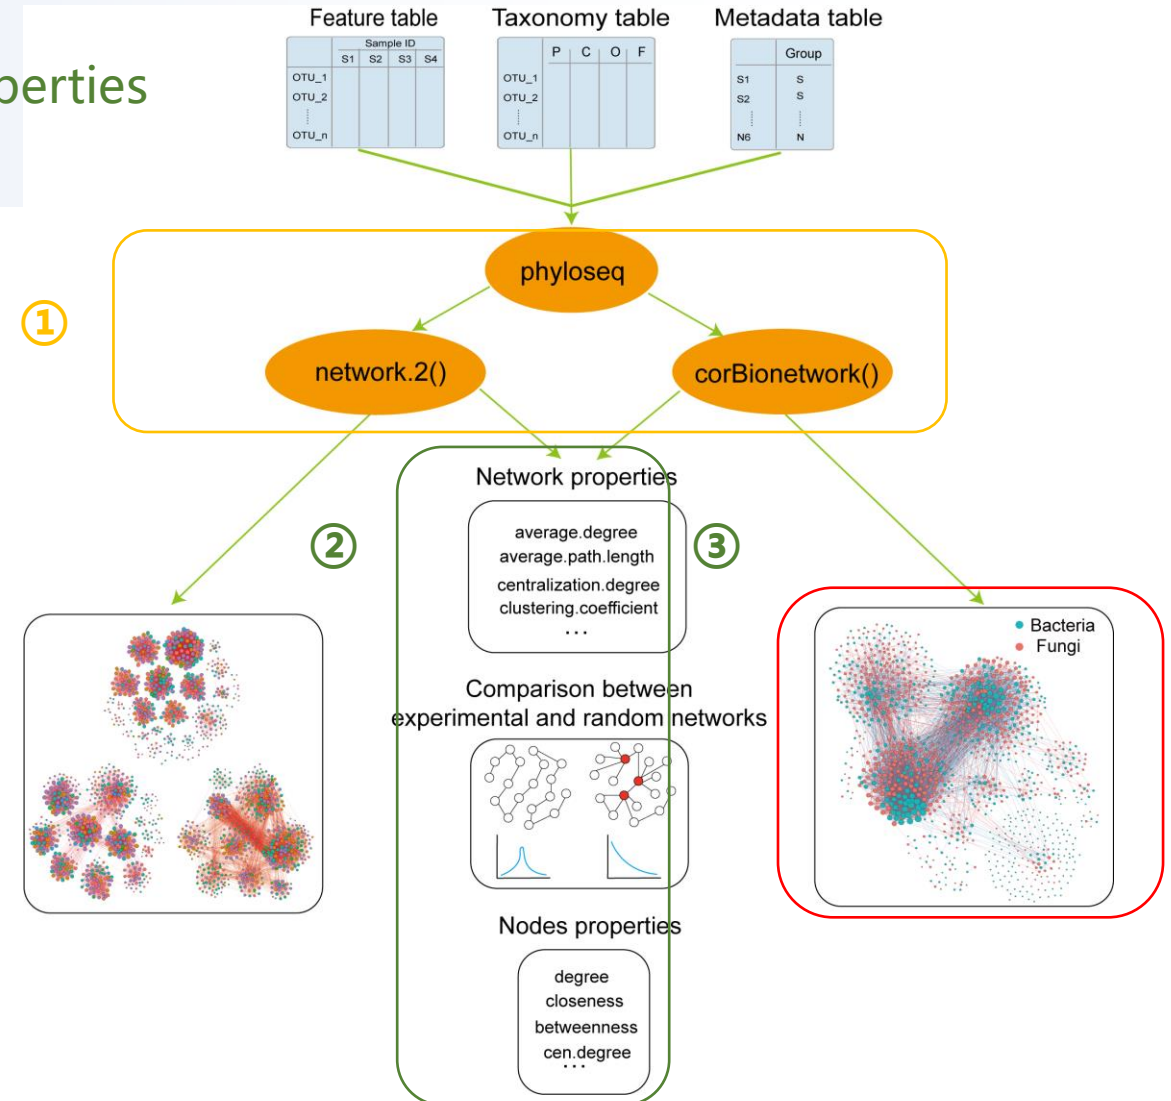 perties
Feature table
Sample ID
S1 S2 S3 S4
OTU_1
OTU_2
OTU_n
Taxonomy table
P C O F
OTU_1
OTU_2
OTU_n
Metadata table
Group
S1 S
S2 S
N6 N
①
phyloseq
network.2()
corBionetwork()
②
Network properties
average.degree
average.path.length
centralization.degree
clustering.coefficient
...
③
Comparison between
experimental and random networks
Nodes properties
degree
closeness
betweenness
cen.degree
...
Bacteria
Fungi